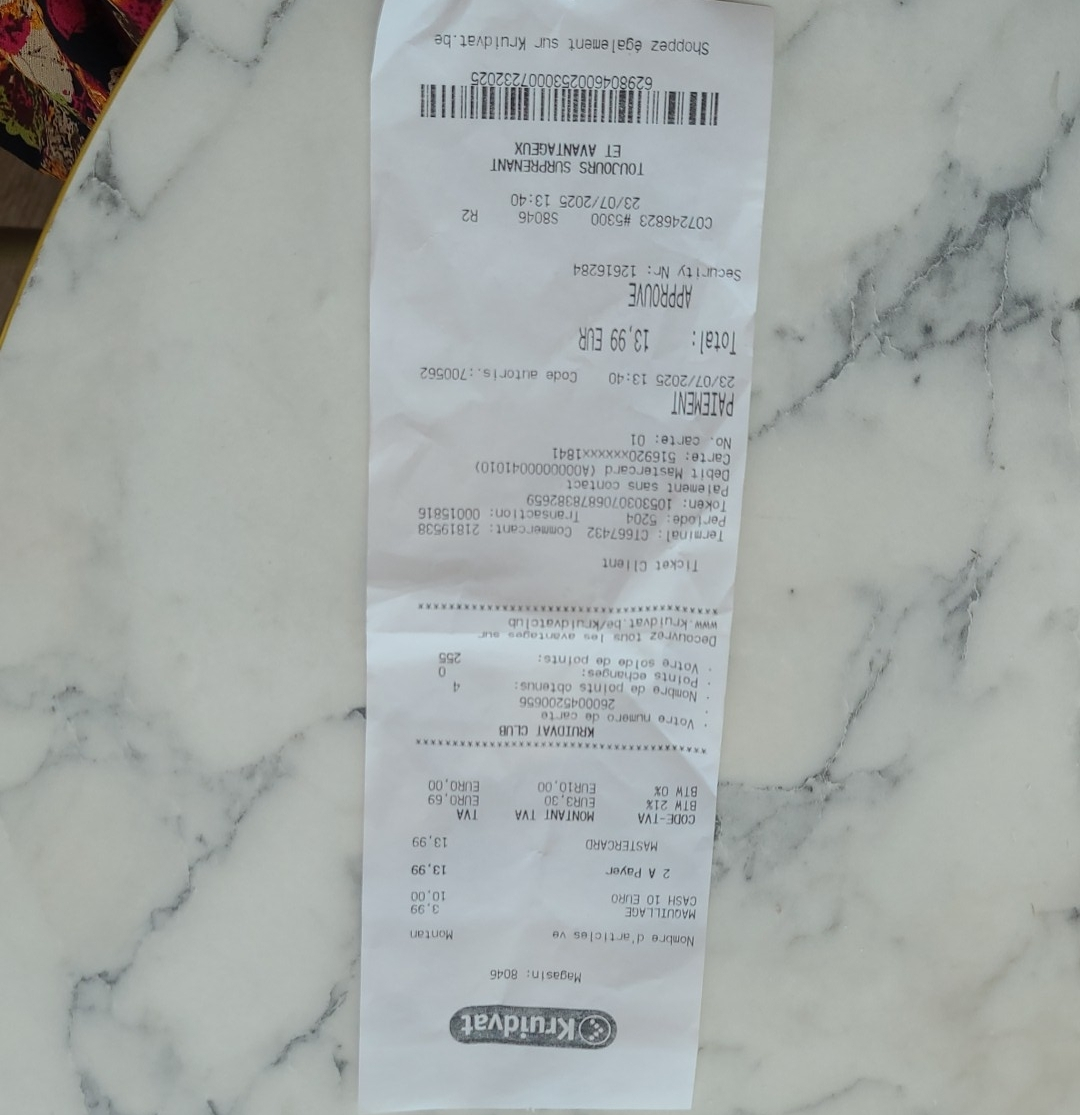 Kruidvat
Magasin: 8046
Nombre d'articles ve Montan
MAQUILLAGE 3,99
CASH 10 EURO 10,00
2 A Payer 13,99
MASTERCARD 13,99
CODE-TVA MONTANT TVA TVA
BTW 21% EUR3,30 EUR0,69
BTW 0% EUR10,00 EUR0,00
****************************************
KRUIDVAT CLUB
· Votre numero de carte
· 2600045200656
· Nombre de points obtenus: 4
· Points echanges: 0
· Votre solde de points: 255
Decouvrez tous les avantages sur
www.kruidvat.be/kruidvatclub
****************************************
Ticket Client
Terminal: CT667432 Commercant: 21819538
Periode: 5204 Transaction: 00015816
Token: 1053030706878382659
Paiement sans contact
Debit Mastercard (A0000000041010)
Carte: 516920xxxxxxx1841
No. carte: 01
PAIEMENT
23/07/2025 13:40 Code autoris.:700562
Total: 13,99 EUR
APPROUVE
Security Nr: 12616284
C07246823 #5300 S8046 R2
23/07/2025 13:40
TOUJOURS SURPRENANT
ET AVANTAGEUX
6298046002530007232025
Shoppez également sur Kruidvat.be